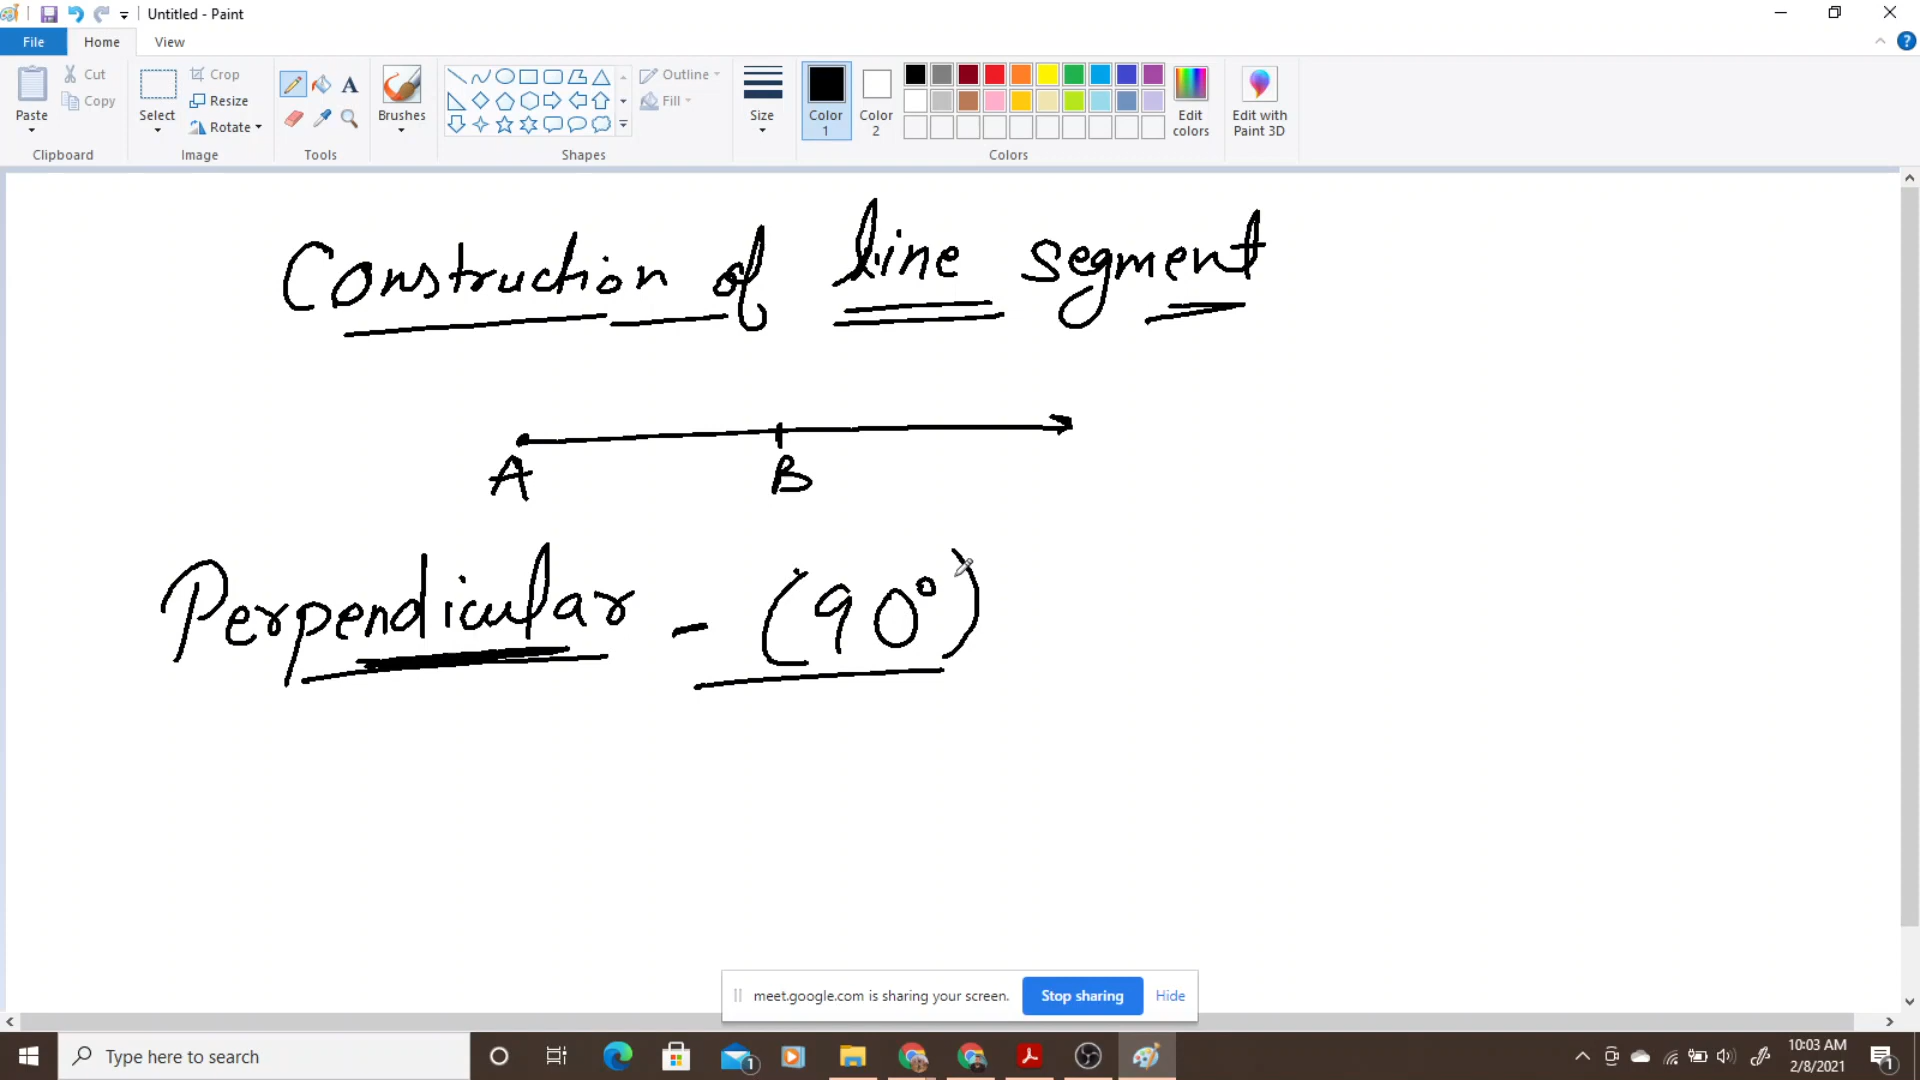 Untitled - Paint
File Home View
Paste Cut Copy Clipboard
Select Crop Resize Rotate Image
Tools
Brushes
Shapes
Outline Fill
Size
Color 1 Color 2
Edit colors
Edit with Paint 3D
Colors
Construction of line segment
A B
Perpendicular - (90°)
meet.google.com is sharing your screen. Stop sharing Hide
Type here to search
1
10:03 AM
2/8/2021
1